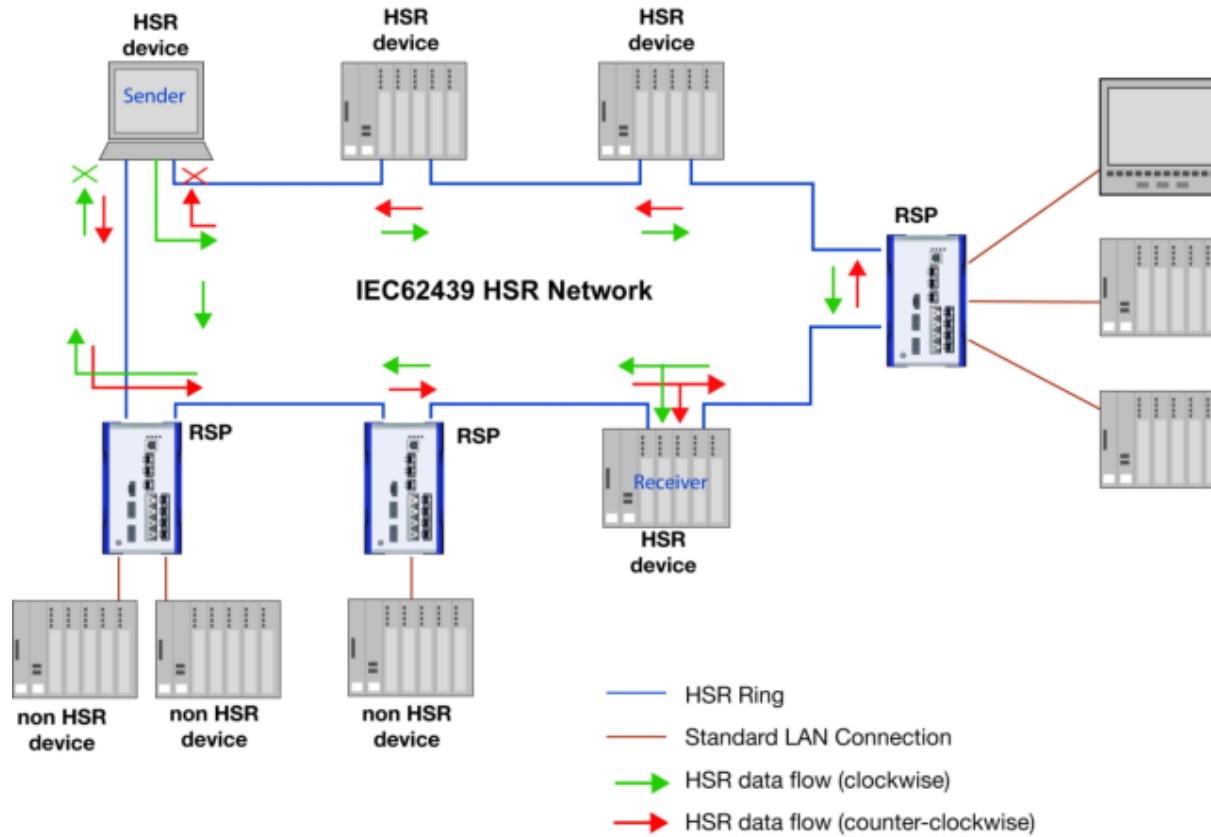 HSR
device
HSR
device
HSR
device
Sender
RSP
IEC62439 HSR Network
RSP
RSP
Receiver
HSR
device
non HSR
device
non HSR
device
non HSR
device
HSR Ring
Standard LAN Connection
HSR data flow (clockwise)
HSR data flow (counter-clockwise)